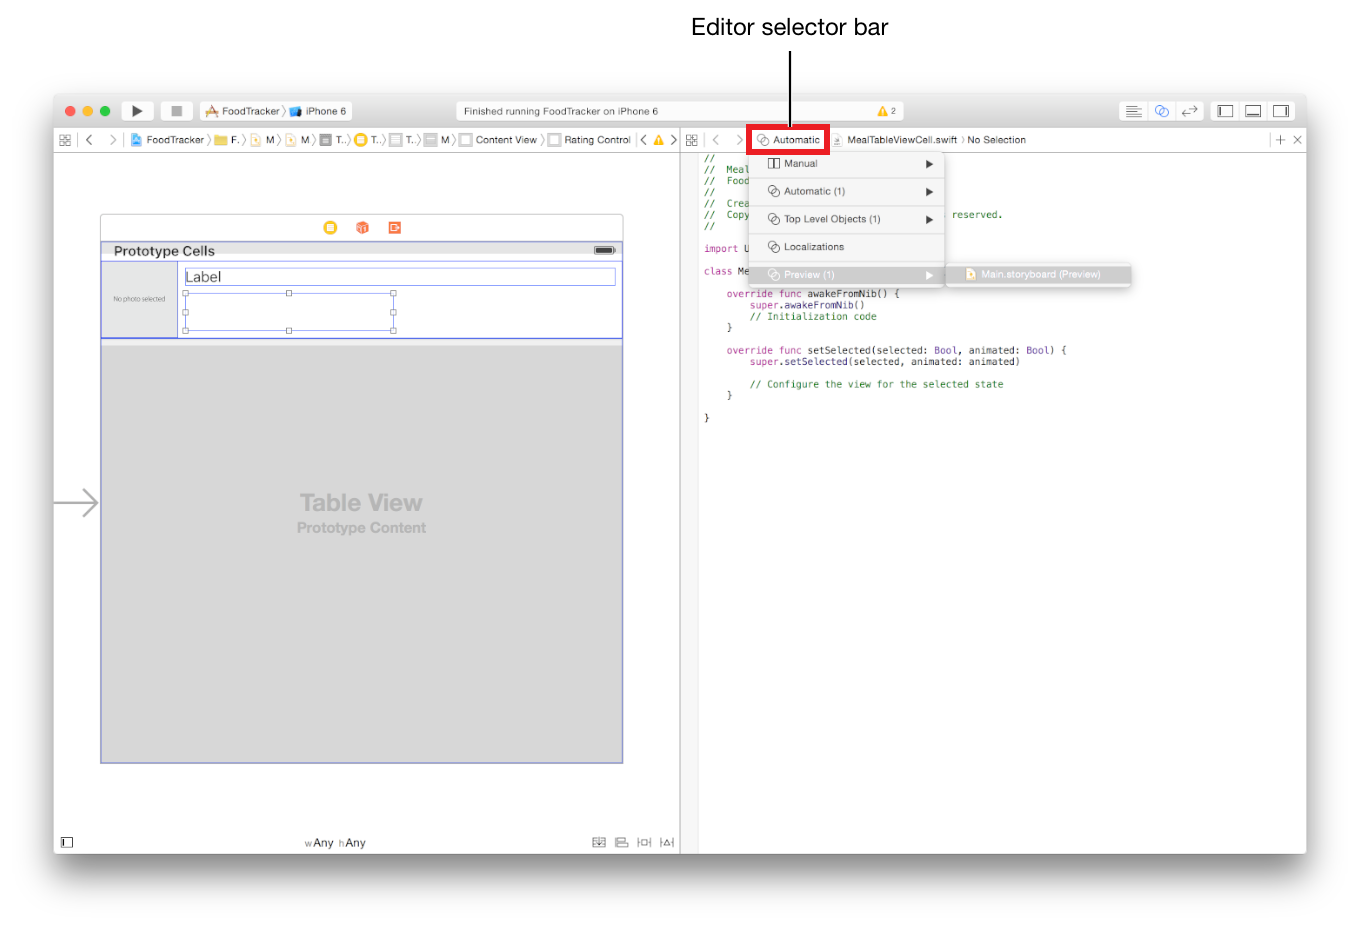 Editor selector bar
FoodTracker iPhone 6
Finished running FoodTracker on iPhone 6
2
FoodTracker F.. M M T.. T.. T.. M Content View Rating Control
Automatic MealTableViewCell.swift No Selection
Manual
Automatic (1)
Top Level Objects (1)
Localizations
Preview (1)
Main.storyboard (Preview)
//
// Meal
// Food
//
// Crea
// Copy s reserved.
//
import U
class Me
override func awakeFromNib() {
super.awakeFromNib()
// Initialization code
}
override func setSelected(selected: Bool, animated: Bool) {
super.setSelected(selected, animated: animated)
// Configure the view for the selected state
}
}
Prototype Cells
No photo selected
Label
Table View
Prototype Content
wAny hAny